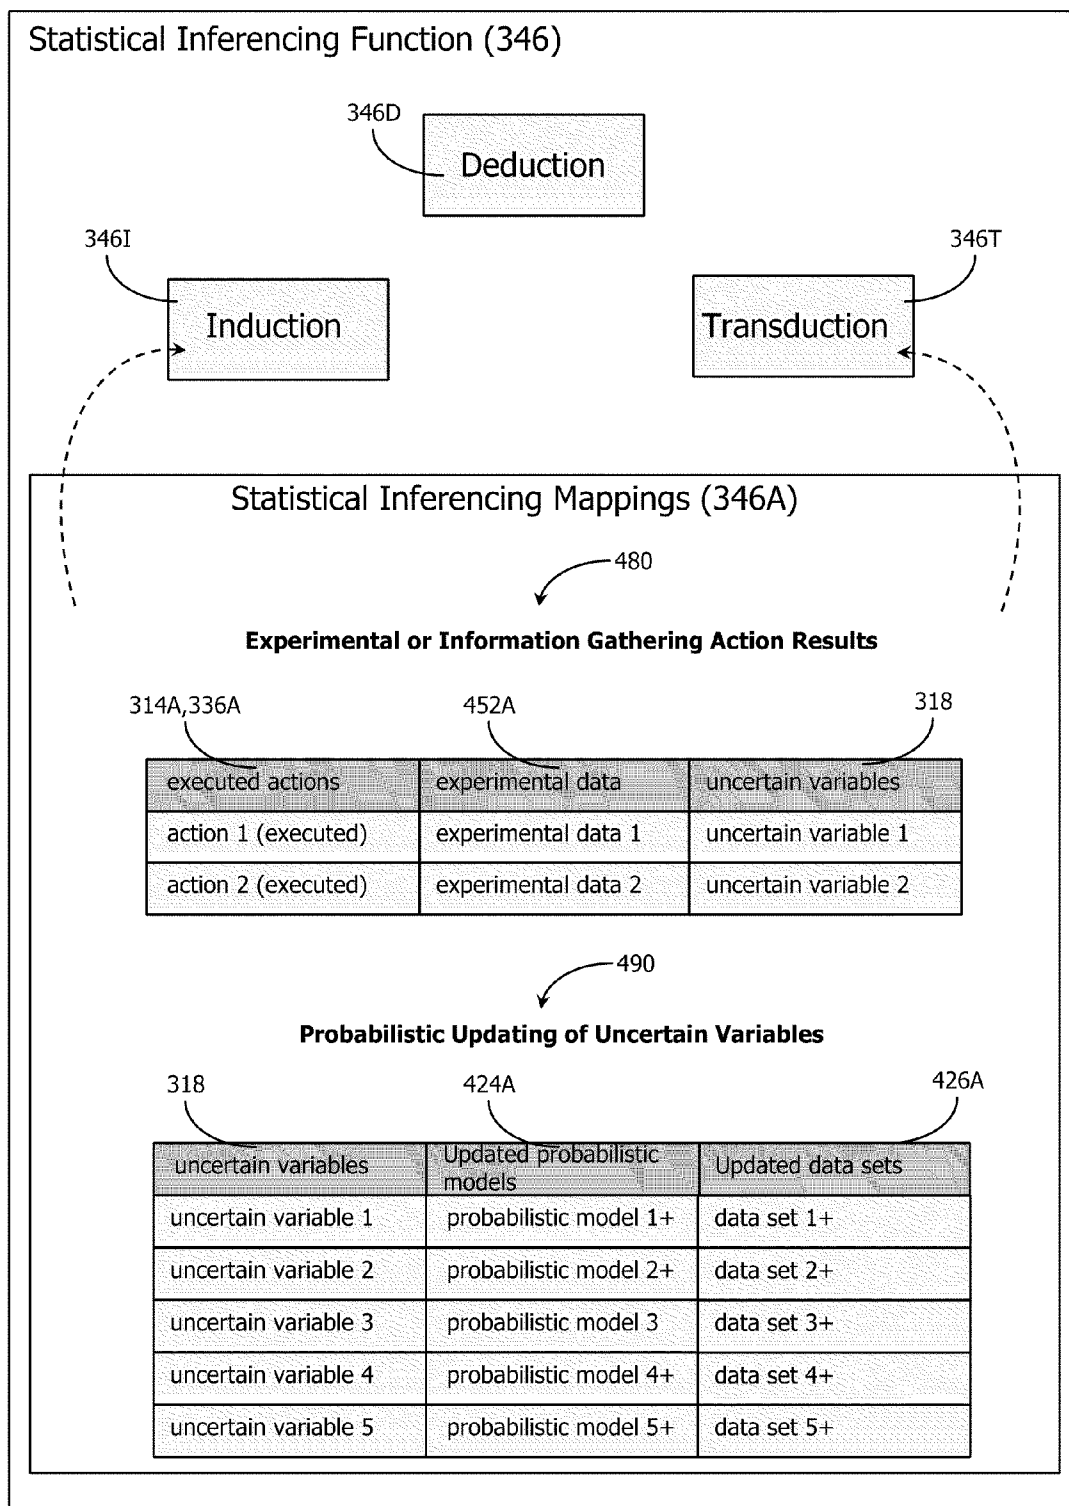 Statistical Inferencing Function (346)
346D
Deduction
346I
346T
Induction
Transduction
Statistical Inferencing Mappings (346A)
480
Experimental or Information Gathering Action Results
314A,336A
452A
318
executed actions
experimental data
uncertain variables
action 1 (executed)
experimental data 1
uncertain variable 1
action 2 (executed)
experimental data 2
uncertain variable 2
490
Probabilistic Updating of Uncertain Variables
318
424A
426A
uncertain variables
Updated probabilistic
models
Updated data sets
uncertain variable 1
probabilistic model 1+
data set 1+
uncertain variable 2
probabilistic model 2+
data set 2+
uncertain variable 3
probabilistic model 3
data set 3+
uncertain variable 4
probabilistic model 4+
data set 4+
uncertain variable 5
probabilistic model 5+
data set 5+